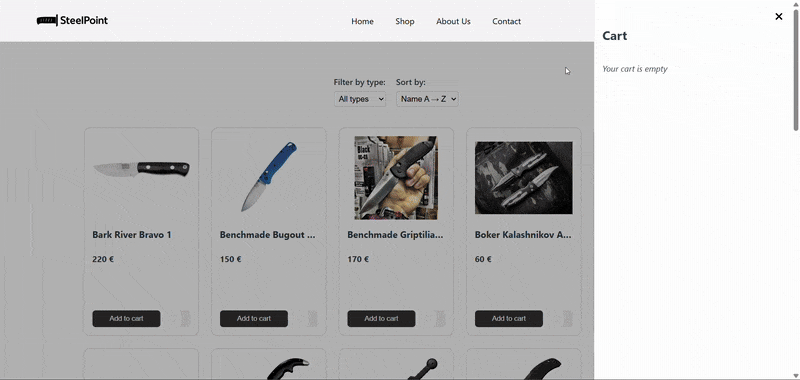 SteelPoint
Home
Shop
About Us
Contact
Cart
Your cart is empty
Filter by type:
Sort by:
All types
Name A → Z
Bark River Bravo 1
Benchmade Bugout ...
Benchmade Griptilia...
Boker Kalashnikov A...
220 €
150 €
170 €
60 €
Add to cart
Add to cart
Add to cart
Add to cart